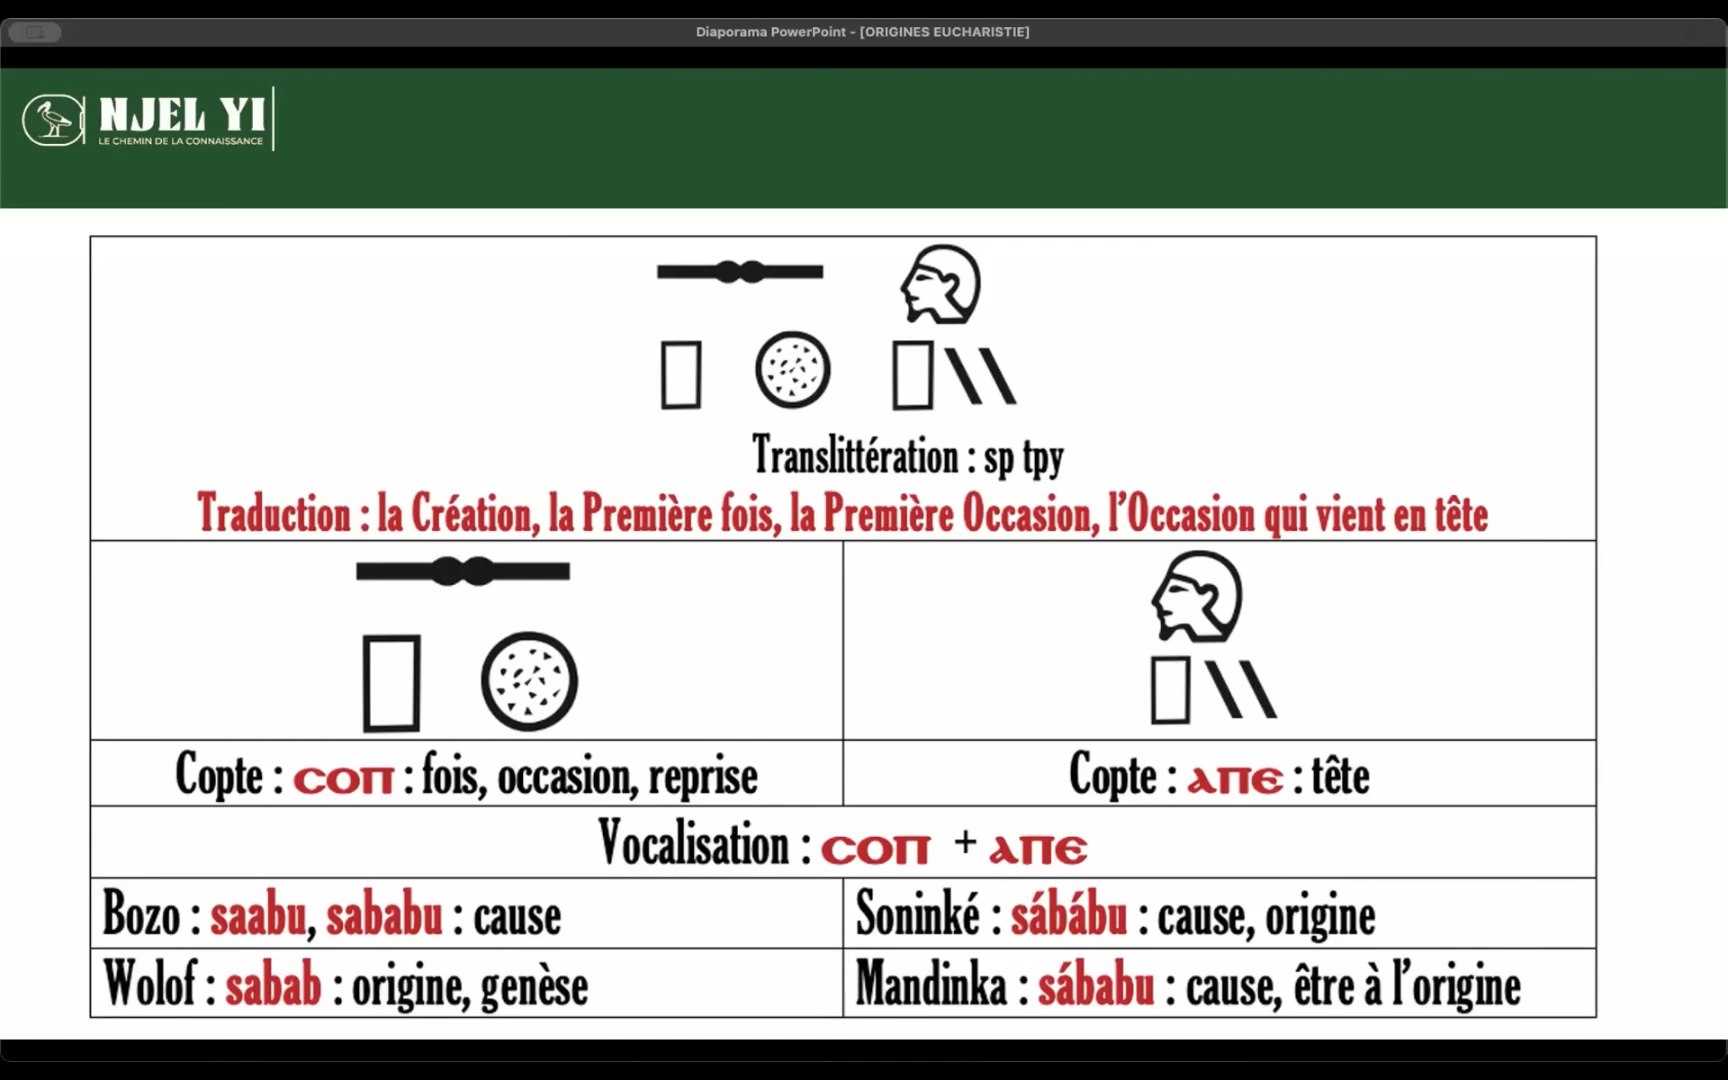 Diaporama PowerPoint - [ORIGINES EUCHARISTIE]
NJEL YI
LE CHEMIN DE LA CONNAISSANCE
Translittération : sp tpy
Traduction : la Création, la Première fois, la Première Occasion, l’Occasion qui vient en tête
Copte : ⲥⲟⲡ : fois, occasion, reprise
Copte : ⲁⲡⲉ : tête
Vocalisation : ⲥⲟⲡ + ⲁⲡⲉ
Bozo : saabu, sababu : cause
Soninké : sábábu : cause, origine
Wolof : sabab : origine, genèse
Mandinka : sábabu : cause, être à l’origine